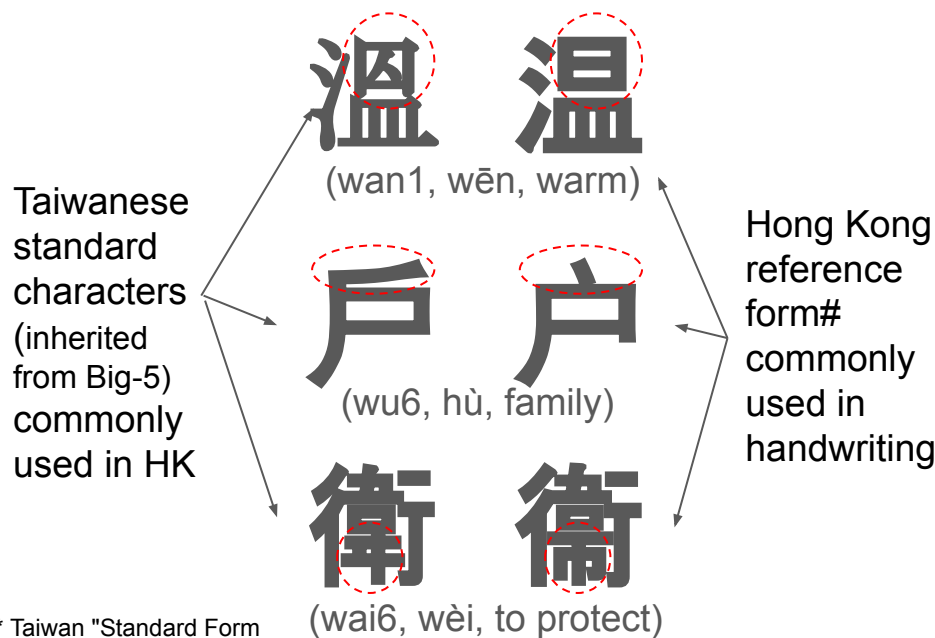 溫 温
(wan1, wēn, warm)
Taiwanese
standard
characters
(inherited
from Big-5)
commonly
used in HK
戶 户
(wu6, hù, family)
Hong Kong
reference
form#
commonly
used in
handwriting
衞 衛
(wai6, wèi, to protect)
* Taiwan "Standard Form